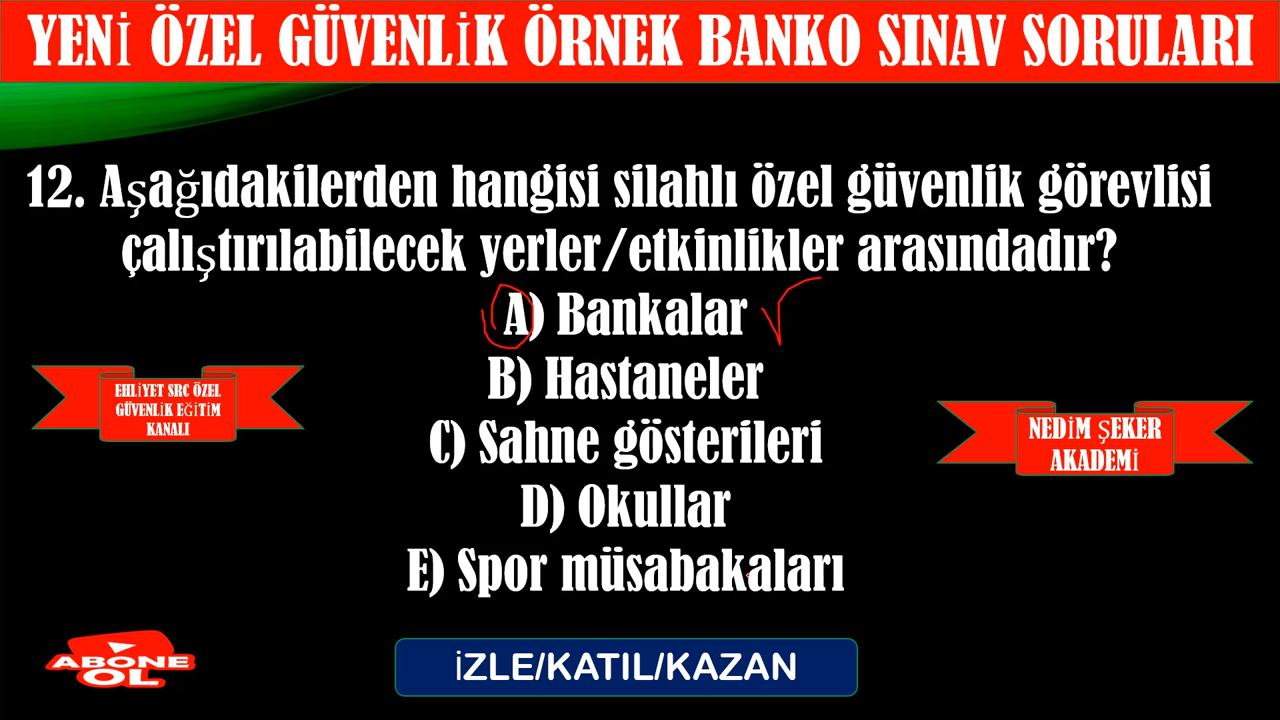 YENİ ÖZEL GÜVENLİK ÖRNEK BANKO SINAV SORULARI
12. Aşağıdakilerden hangisi silahlı özel güvenlik görevlisi
çalıştırılabilecek yerler/etkinlikler arasındadır?
A) Bankalar
B) Hastaneler
C) Sahne gösterileri
D) Okullar
E) Spor müsabakaları
EHLİYET SRC ÖZEL
GÜVENLİK EĞİTİM
KANALI
NEDİM ŞEKER
AKADEMİ
ABONE
OL
İZLE/KATIL/KAZAN